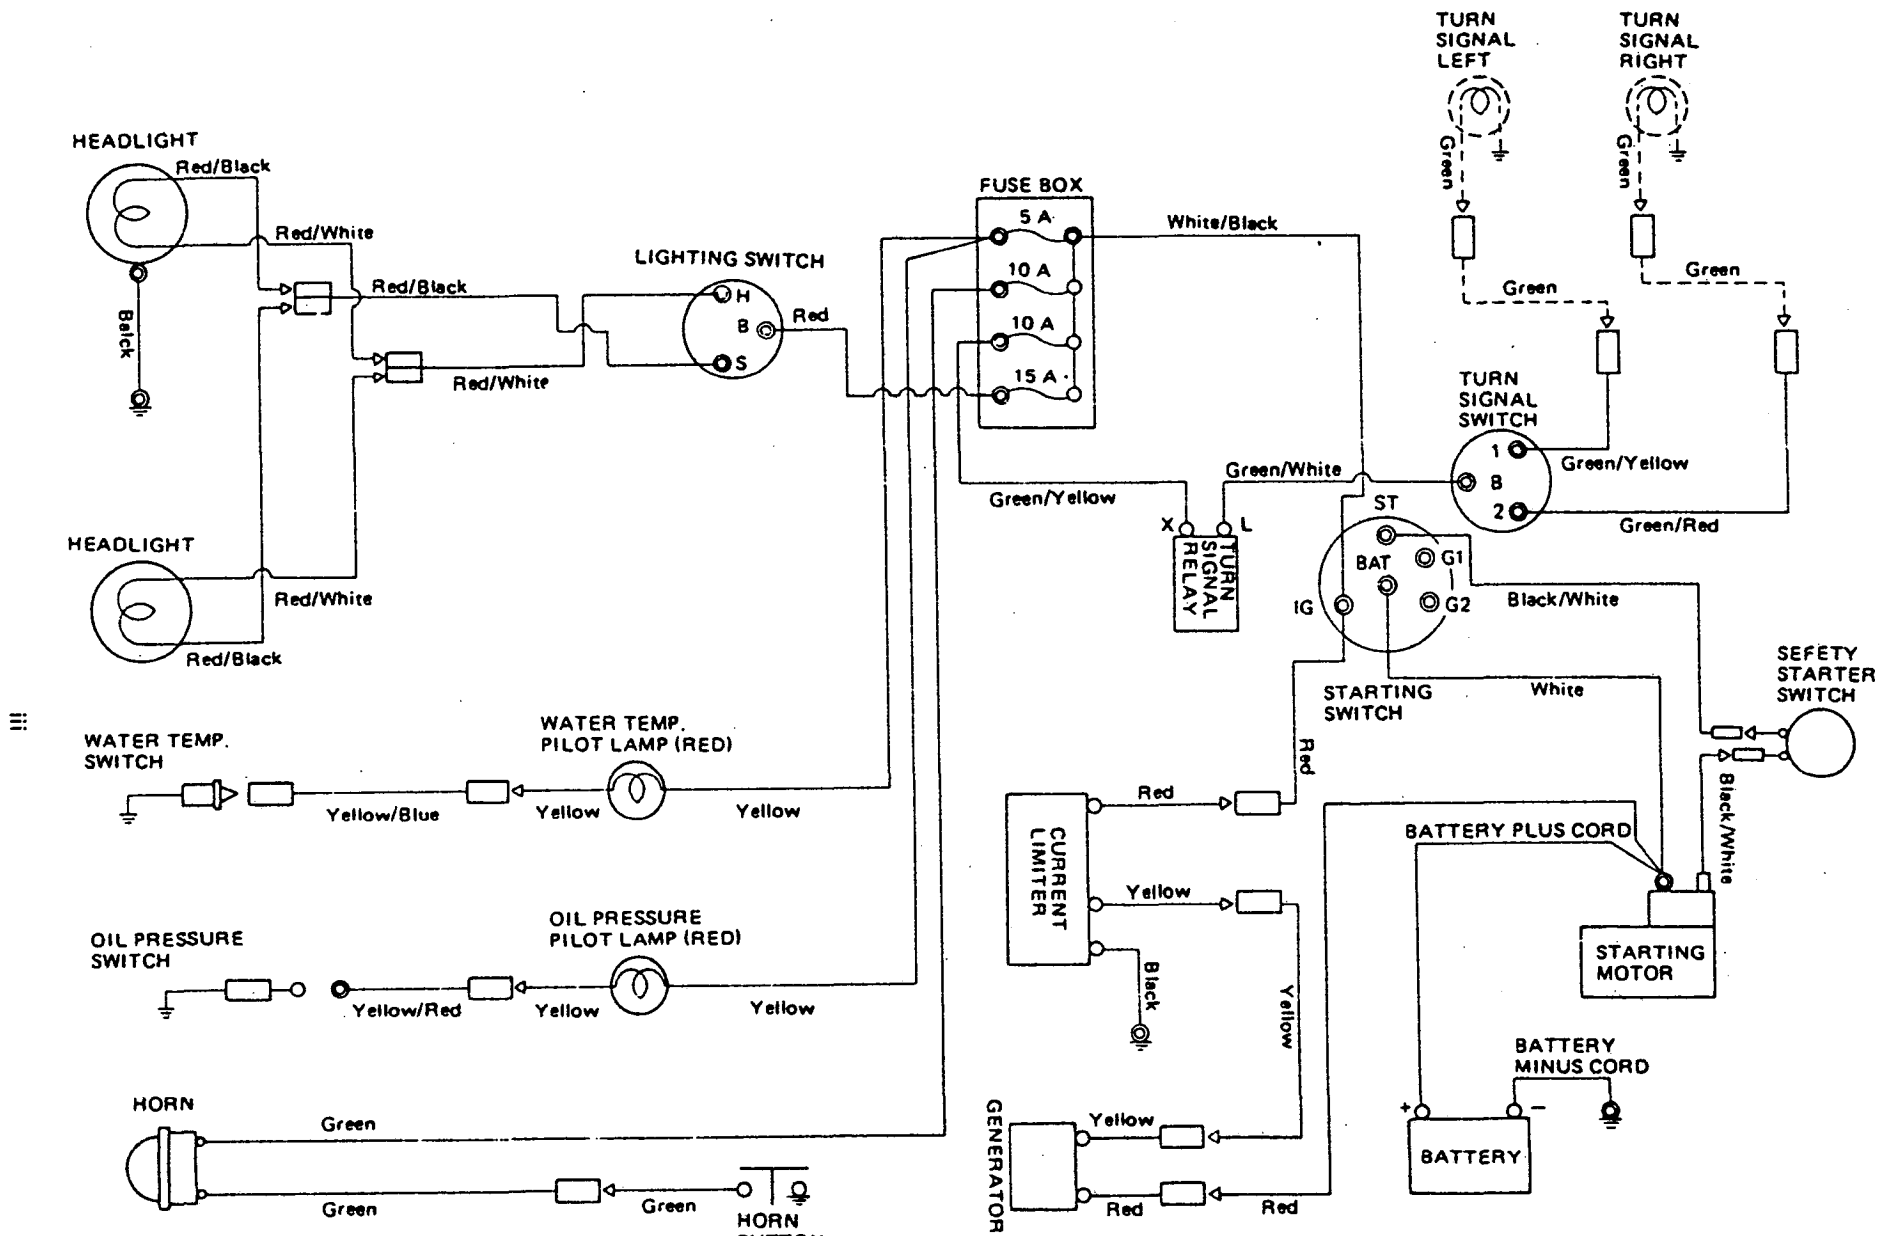 TURN
SIGNAL
LEFT
TURN
SIGNAL
RIGHT
Green
Green
Green
Green
HEADLIGHT
Red/Black
Red/White
Balck
Red/Black
Red/White
LIGHTING SWITCH
H
B
S
Red
FUSE BOX
5 A
10 A
10 A
15 A
White/Black
TURN
SIGNAL
SWITCH
1
B
2
Green/Yellow
Green/Red
Green/White
Green/Yellow
X
L
TURN
SIGNAL
RELAY
ST
BAT
G1
G2
IG
STARTING
SWITCH
Black/White
White
SEFETY
STARTER
SWITCH
Black/White
HEADLIGHT
Red/White
Red/Black
WATER TEMP.
SWITCH
Yellow/Blue
WATER TEMP.
PILOT LAMP (RED)
Yellow
Yellow
OIL PRESSURE
SWITCH
Yellow/Red
OIL PRESSURE
PILOT LAMP (RED)
Yellow
Yellow
Red
Red
CURRENT
LIMITER
Yellow
Black
Yellow
BATTERY PLUS CORD
STARTING
MOTOR
BATTERY
MINUS CORD
+
−
BATTERY
HORN
Green
Green
Green
HORN
GENERATOR
Yellow
Red
Red